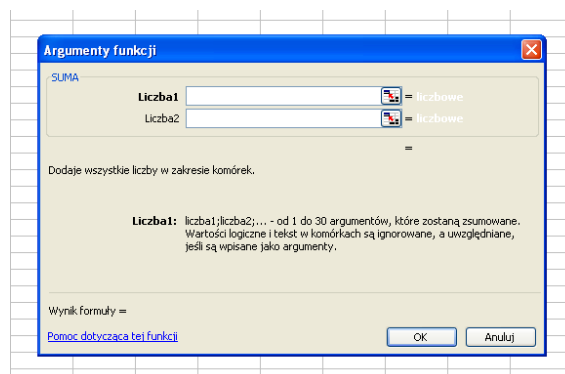 Argumenty funkcji
SUMA
Liczba1 = liczbowe
Liczba2 = liczbowe
=
Dodaje wszystkie liczby w zakresie komórek.
Liczba1: liczba1;liczba2;... - od 1 do 30 argumentów, które zostaną zsumowane.
Wartości logiczne i tekst w komórkach są ignorowane, a uwzględniane,
jeśli są wpisane jako argumenty.
Wynik formuły =
Pomoc dotycząca tej funkcji OK Anuluj